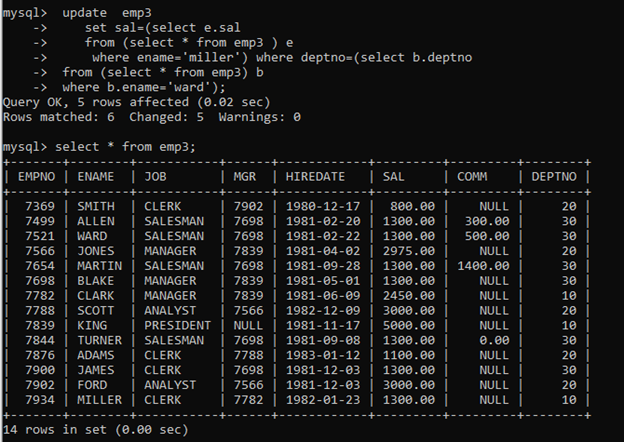 mysql>  update  emp3
    ->     set sal=(select e.sal
    ->     from (select * from emp3 ) e
    ->      where ename='miller') where deptno=(select b.deptno
    ->  from (select * from emp3) b
    ->  where b.ename='ward');
Query OK, 5 rows affected (0.02 sec)
Rows matched: 6  Changed: 5  Warnings: 0
mysql> select * from emp3;
+-------+--------+-----------+------+------------+---------+---------+--------+
| EMPNO | ENAME  | JOB       | MGR  | HIREDATE   | SAL     | COMM    | DEPTNO |
+-------+--------+-----------+------+------------+---------+---------+--------+
|  7369 | SMITH  | CLERK     | 7902 | 1980-12-17 |  800.00 |    NULL |     20 |
|  7499 | ALLEN  | SALESMAN  | 7698 | 1981-02-20 | 1300.00 |  300.00 |     30 |
|  7521 | WARD   | SALESMAN  | 7698 | 1981-02-22 | 1300.00 |  500.00 |     30 |
|  7566 | JONES  | MANAGER   | 7839 | 1981-04-02 | 2975.00 |    NULL |     20 |
|  7654 | MARTIN | SALESMAN  | 7698 | 1981-09-28 | 1300.00 | 1400.00 |     30 |
|  7698 | BLAKE  | MANAGER   | 7839 | 1981-05-01 | 1300.00 |    NULL |     30 |
|  7782 | CLARK  | MANAGER   | 7839 | 1981-06-09 | 2450.00 |    NULL |     10 |
|  7788 | SCOTT  | ANALYST   | 7566 | 1982-12-09 | 3000.00 |    NULL |     20 |
|  7839 | KING   | PRESIDENT | NULL | 1981-11-17 | 5000.00 |    NULL |     10 |
|  7844 | TURNER | SALESMAN  | 7698 | 1981-09-08 | 1300.00 |    0.00 |     30 |
|  7876 | ADAMS  | CLERK     | 7788 | 1983-01-12 | 1100.00 |    NULL |     20 |
|  7900 | JAMES  | CLERK     | 7698 | 1981-12-03 | 1300.00 |    NULL |     30 |
|  7902 | FORD   | ANALYST   | 7566 | 1981-12-03 | 3000.00 |    NULL |     20 |
|  7934 | MILLER | CLERK     | 7782 | 1982-01-23 | 1300.00 |    NULL |     10 |
+-------+--------+-----------+------+------------+---------+---------+--------+
14 rows in set (0.00 sec)